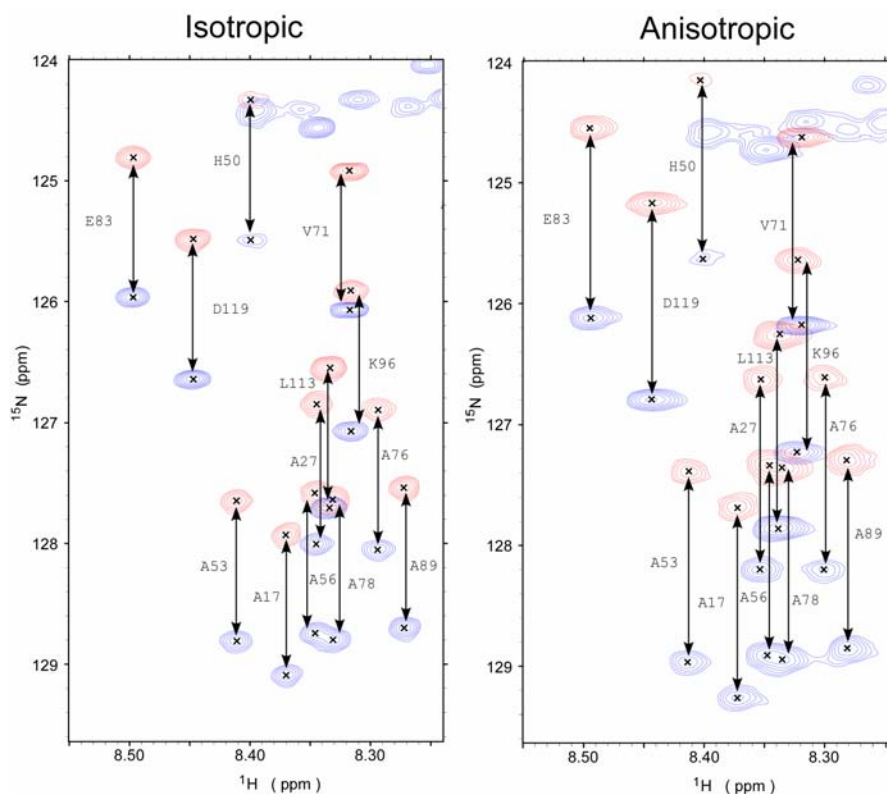 Isotropic
124
125
126
127
128
129
¹⁵N (ppm)
8.50
8.40
8.30
¹H ( ppm)
E83
H50
D119
V71
K96
L113
A27
A76
A53
A17
A56
A78
A89
Anisotropic
124
125
126
127
128
129
¹⁵N (ppm)
8.50
8.40
8.30
¹H ( ppm)
E83
H50
D119
V71
L113
K96
A27
A76
A53
A17
A56
A78
A89